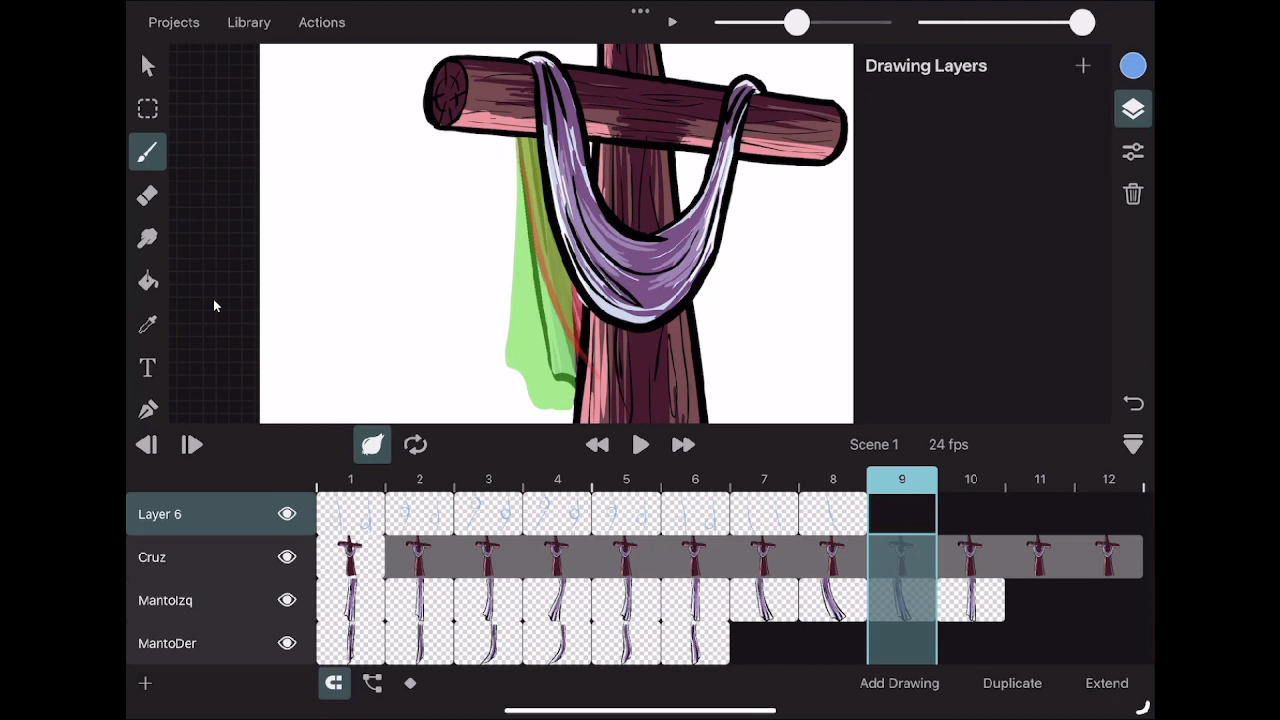 Projects Library Actions
Drawing Layers
T
Scene 1 24 fps
1 2 3 4 5 6 7 8 9 10 11 12
Layer 6
Cruz
MantoIzq
MantoDer
Add Drawing Duplicate Extend